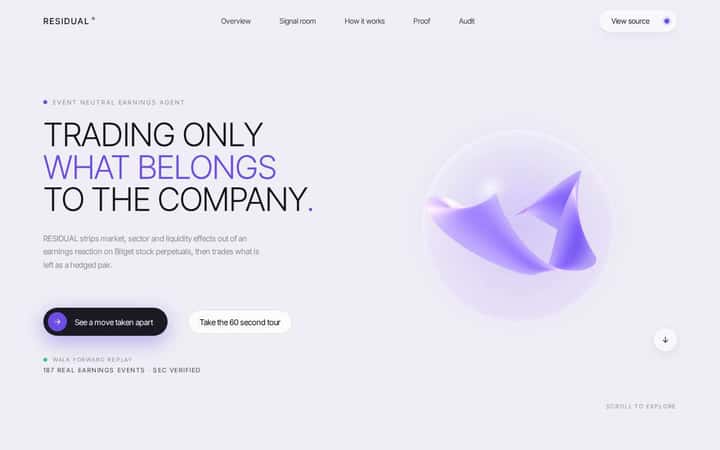 RESIDUAL
Overview
Signal room
How it works
Proof
Audit
View source
EVENT NEUTRAL EARNINGS AGENT
TRADING ONLY
WHAT BELONGS
TO THE COMPANY.
RESIDUAL strips market, sector and liquidity effects out of an
earnings reaction on Bitget stock perpetuals, then trades what is
left as a hedged pair.
See a move taken apart
Take the 60 second tour
WALK FORWARD REPLAY
187 REAL EARNINGS EVENTS · SEC VERIFIED
SCROLL TO EXPLORE